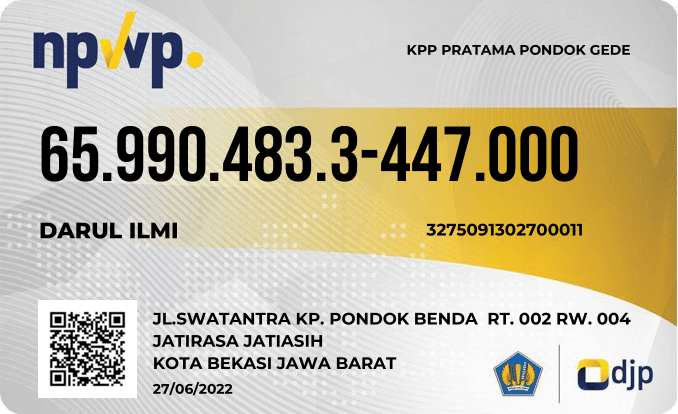 npwp.
KPP PRATAMA PONDOK GEDE
65.990.483.3-447.000
DARUL ILMI
3275091302700011
JL.SWATANTRA KP. PONDOK BENDA RT. 002 RW. 004
JATIRASA JATIASIH
KOTA BEKASI JAWA BARAT
27/06/2022
djp